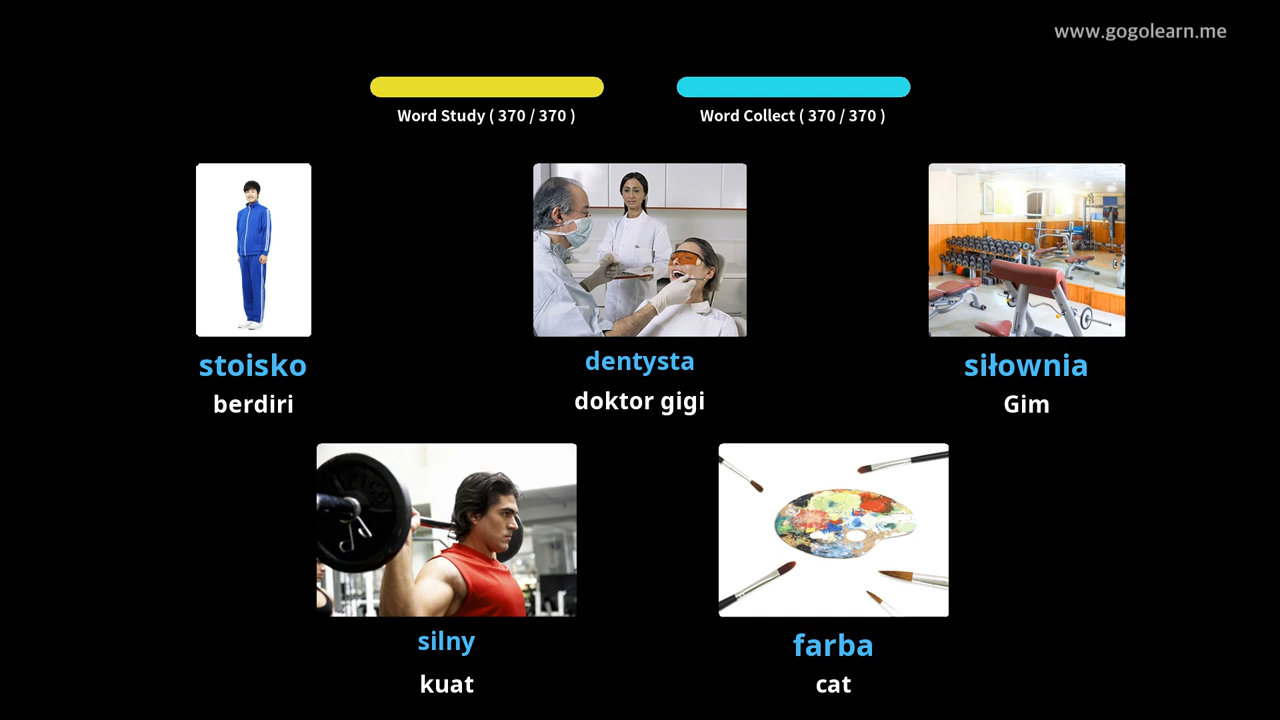 www.gogolearn.me
Word Study ( 370 / 370 )
Word Collect ( 370 / 370 )
stoisko
berdiri
dentysta
doktor gigi
siłownia
Gim
silny
kuat
farba
cat